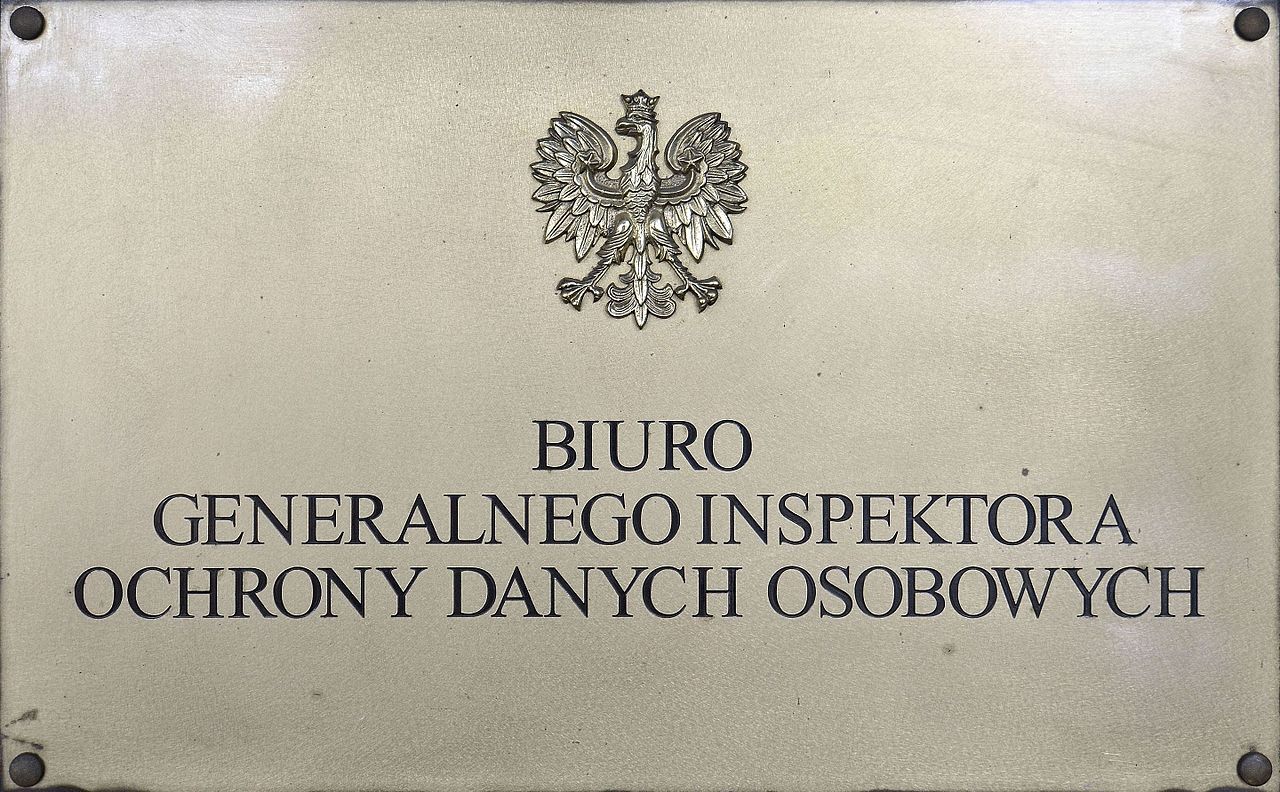 BIURO
GENERALNEGO INSPEKTORA
OCHRONY DANYCH OSOBOWYCH